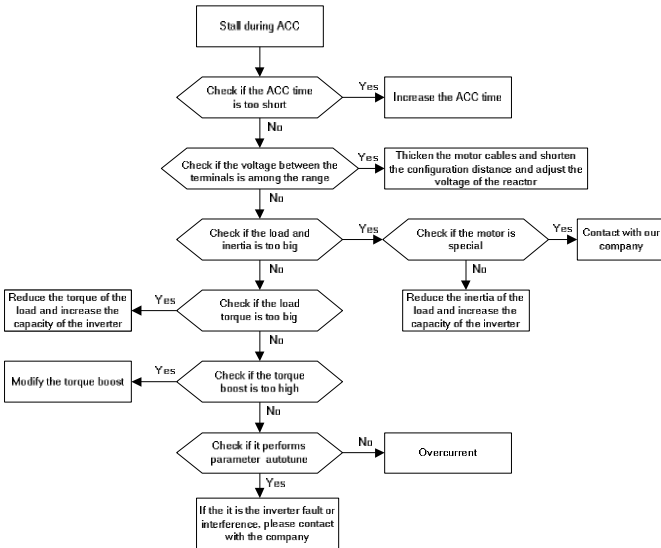 Stall during ACC
Check if the ACC time
is too short
Yes
Increase the ACC time
No
Check if the voltage between the
terminals is among the range
Yes
Thicken the motor cables and shorten
the configuration distance and adjust the
voltage of the reactor
No
Check if the load and
inertia is too big
Yes
Check if the motor is
special
Yes
Contact with our
company
No
No
Reduce the inertia of the
load and increase the
capacity of the inverter
Check if the load
torque is too big
Yes
Reduce the torque of the
load and increase the
capacity of the inverter
No
Check if the torque
boost is too high
Yes
Modify the torque boost
No
Check if it performs
parameter autotune
No
Overcurrent
Yes
If the it is the inverter fault or
interference, please contact
with the company